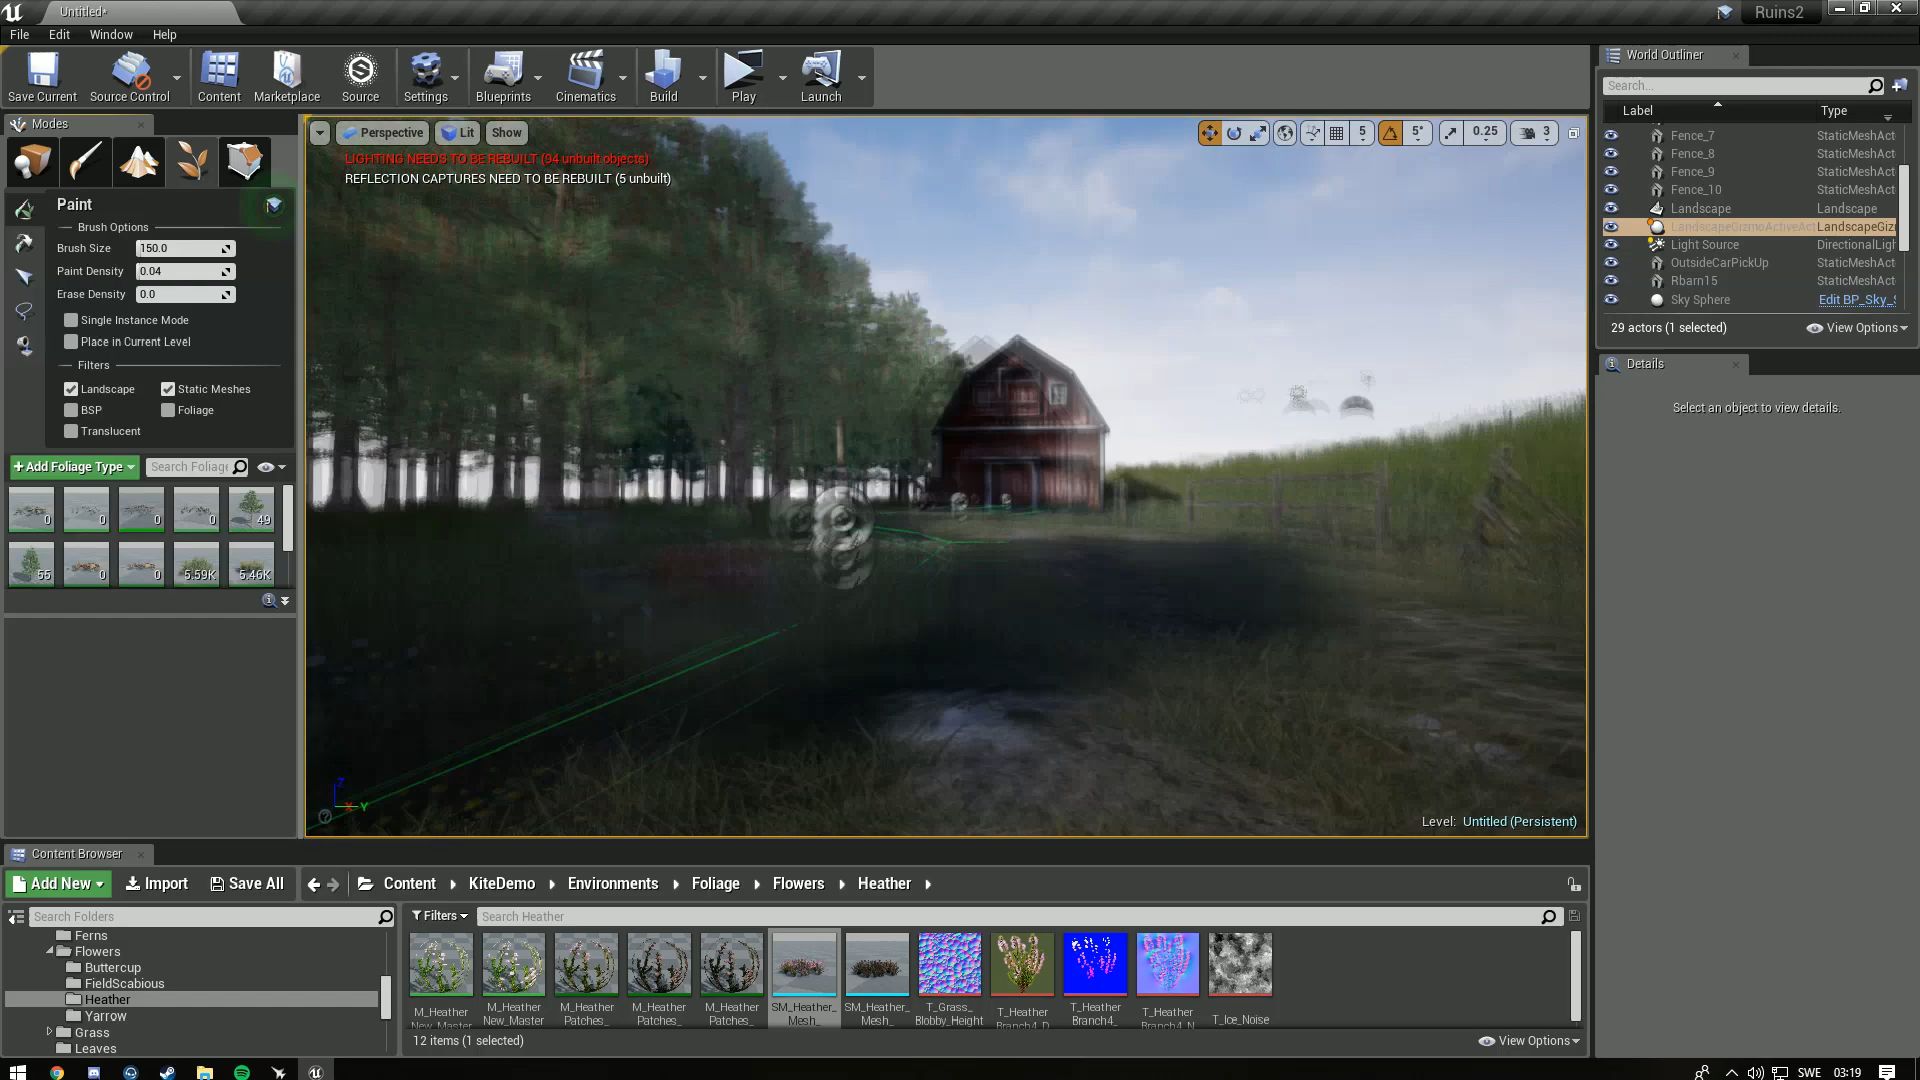 Untitled*
Ruins2
File Edit Window Help
Save Current
Source Control
Content
Marketplace
Source
Settings
Blueprints
Cinematics
Build
Play
Launch
Modes
Paint
Brush Options
Brush Size 150.0
Paint Density 0.04
Erase Density 0.0
Single Instance Mode
Place in Current Level
Filters
Landscape Static Meshes
BSP Foliage
Translucent
+Add Foliage Type Search Foliage
0 0 0 0 49
55 0 0 5.59K 5.46K
Perspective Lit Show
5 5° 0.25 3
LIGHTING NEEDS TO BE REBUILT (94 unbuilt objects)
REFLECTION CAPTURES NEED TO BE REBUILT (5 unbuilt)
Z
X Y
Level: Untitled (Persistent)
World Outliner
Search...
Label Type
Fence_7 StaticMeshAct
Fence_8 StaticMeshAct
Fence_9 StaticMeshAct
Fence_10 StaticMeshAct
Landscape Landscape
LandscapeGizmoActiveAct LandscapeGiz
Light Source DirectionalLigh
OutsideCarPickUp StaticMeshAct
Rbarn15 StaticMeshAct
Sky Sphere Edit BP_Sky_S
29 actors (1 selected) View Options
Details
Select an object to view details.
Content Browser
Add New Import Save All Content KiteDemo Environments Foliage Flowers Heather
Search Folders
Filters Search Heather
Ferns
Flowers
Buttercup
FieldScabious
Heather
Yarrow
Grass
Leaves
M_Heather
New_Master
M_Heather
New_Master
M_Heather
Patches_
M_Heather
Patches_
M_Heather
Patches_
SM_Heather_
Mesh_
SM_Heather_
Mesh_
T_Grass_
Blobby_Height
T_Heather
Branch4_D
T_Heather
Branch4_
T_Heather
Branch4_N
T_Ice_Noise
12 items (1 selected) View Options
SWE 03:19